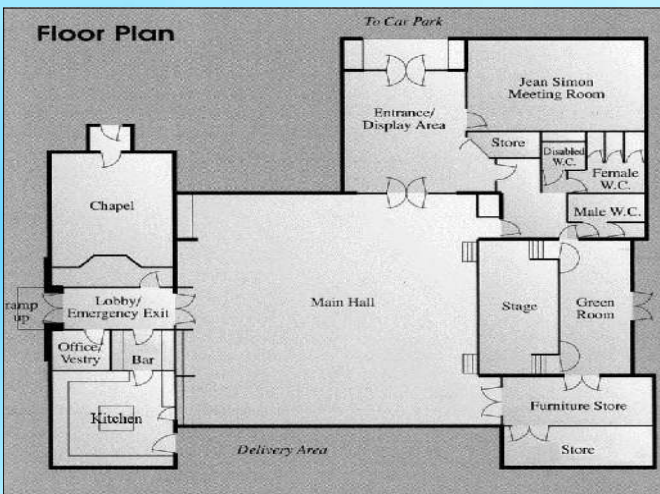 Floor Plan
To Car Park
Jean Simon
Meeting Room
Entrance/
Display Area
Store
Disabled
W.C.
Female
W.C.
Chapel
Male W.C.
ramp
up
Lobby/
Emergency Exit
Main Hall
Stage
Green
Room
Office/
Vestry
Bar
Kitchen
Furniture Store
Delivery Area
Store